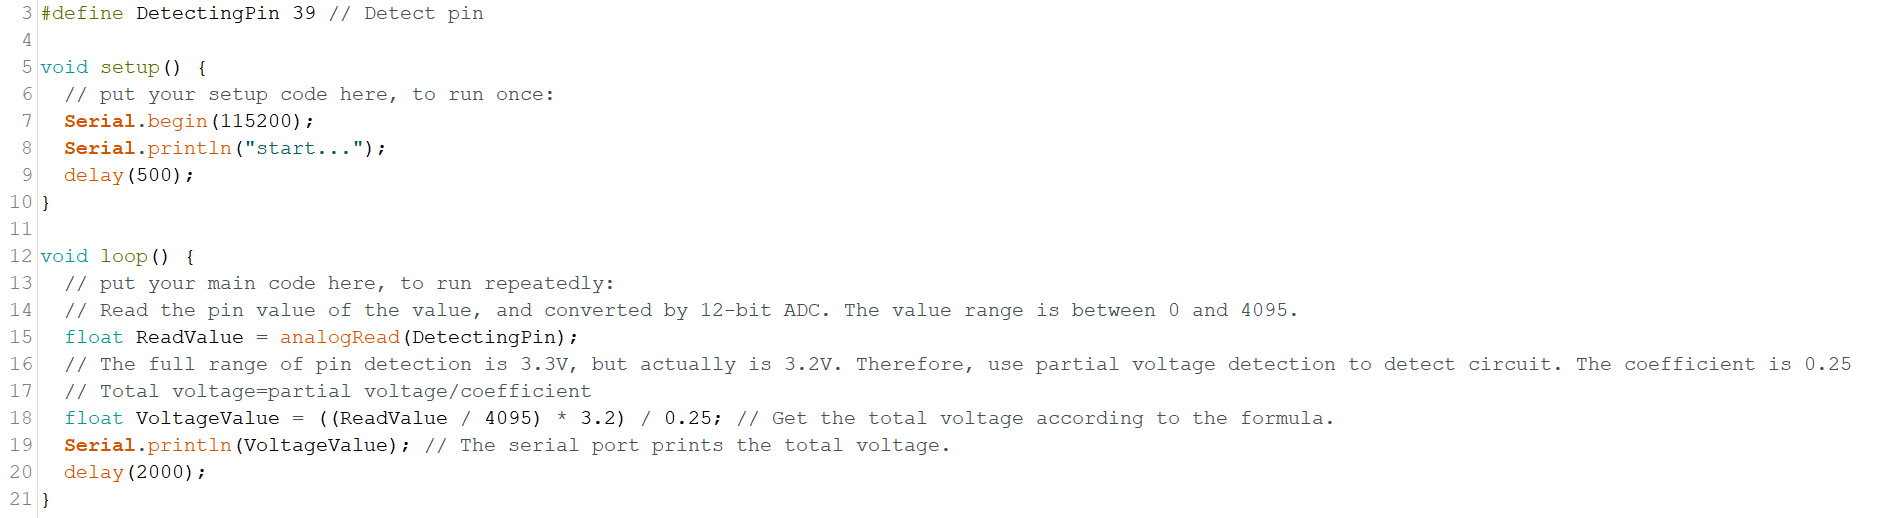 3 #define DetectingPin 39 // Detect pin
4
5 void setup() {
6   // put your setup code here, to run once:
7   Serial.begin(115200);
8   Serial.println("start...");
9   delay(500);
10 }
11
12 void loop() {
13   // put your main code here, to run repeatedly:
14   // Read the pin value of the value, and converted by 12-bit ADC. The value range is between 0 and 4095.
15   float ReadValue = analogRead(DetectingPin);
16   // The full range of pin detection is 3.3V, but actually is 3.2V. Therefore, use partial voltage detection to detect circuit. The coefficient is 0.25
17   // Total voltage=partial voltage/coefficient
18   float VoltageValue = ((ReadValue / 4095) * 3.2) / 0.25; // Get the total voltage according to the formula.
19   Serial.println(VoltageValue); // The serial port prints the total voltage.
20   delay(2000);
21 }